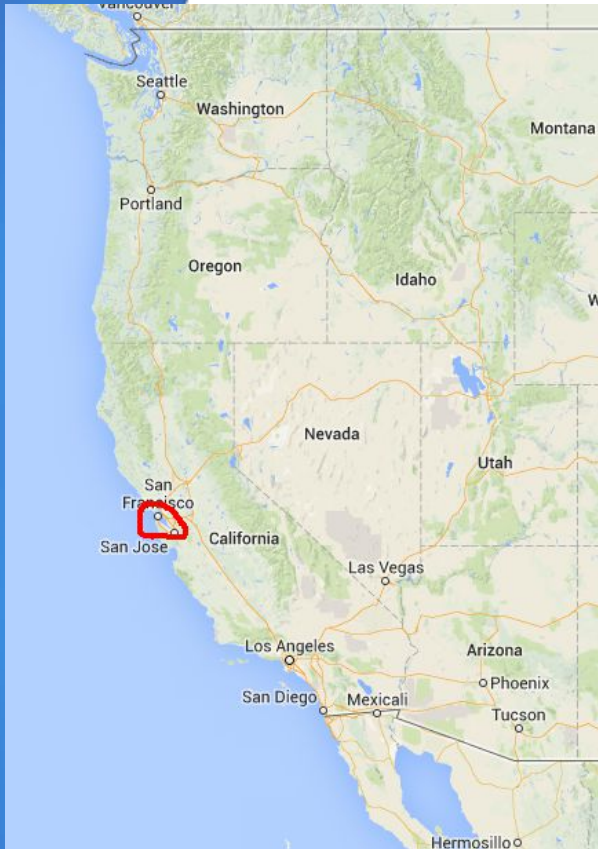 Vancouver
Seattle
Washington
Montana
Portland
Oregon
Idaho
W
Nevada
Utah
San
Francisco
San Jose
California
Las Vegas
Los Angeles
Arizona
Phoenix
San Diego
Mexicali
Tucson
Hermosillo